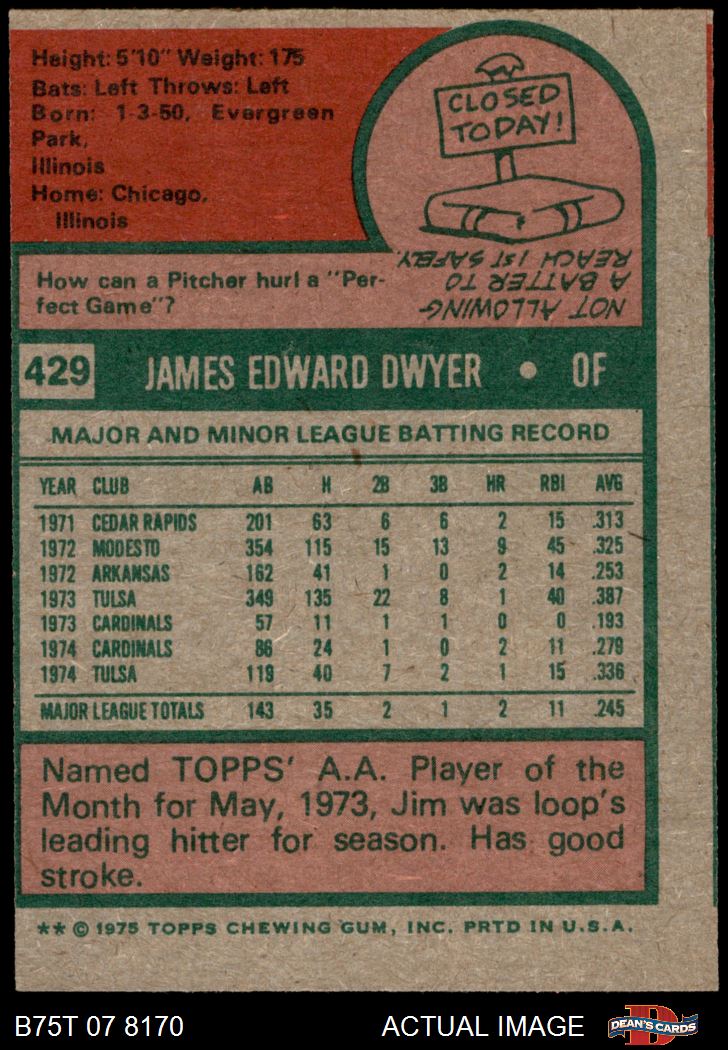 Height: 5'10" Weight: 175
Bats: Left Throws: Left
Born: 1-3-50, Evergreen
Park,
Illinois
Home: Chicago,
Illinois
CLOSED
TODAY!
How can a Pitcher hurl a "Per-
fect Game"?
NOT ALLOWING
A BATTER TO
REACH 1ST SAFELY.
429 JAMES EDWARD DWYER • OF
MAJOR AND MINOR LEAGUE BATTING RECORD
YEAR CLUB AB H 2B 3B HR RBI AVG
1971 CEDAR RAPIDS 201 63 6 6 2 15 .313
1972 MODESTO 354 115 15 13 9 45 .325
1972 ARKANSAS 162 41 1 0 2 14 .253
1973 TULSA 349 135 22 8 1 40 .387
1973 CARDINALS 57 11 1 1 0 0 .193
1974 CARDINALS 86 24 1 0 2 11 .279
1974 TULSA 119 40 7 2 1 15 .336
MAJOR LEAGUE TOTALS 143 35 2 1 2 11 .245
Named TOPPS' A.A. Player of the
Month for May, 1973, Jim was loop's
leading hitter for season. Has good
stroke.
** © 1975 TOPPS CHEWING GUM, INC. PRTD IN U.S.A.
B75T 07 8170 ACTUAL IMAGE DEAN'S CARDS